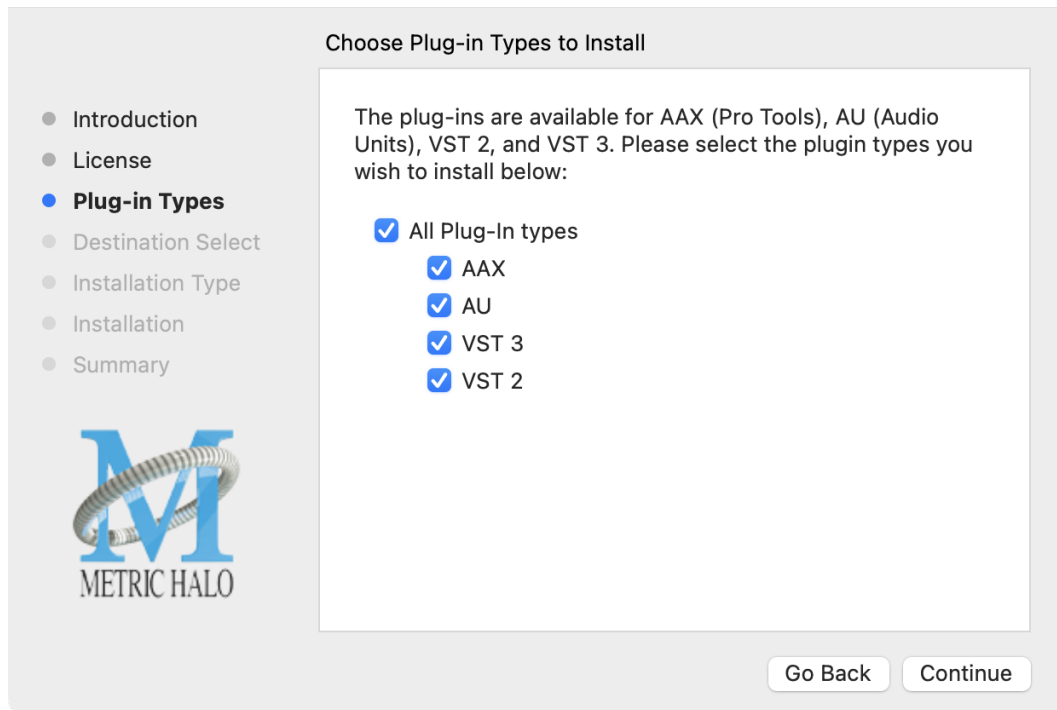 Choose Plug-in Types to Install
Introduction
License
Plug-in Types
Destination Select
Installation Type
Installation
Summary
METRIC HALO
The plug-ins are available for AAX (Pro Tools), AU (Audio
Units), VST 2, and VST 3. Please select the plugin types you
wish to install below:
All Plug-In types
AAX
AU
VST 3
VST 2
Go Back
Continue